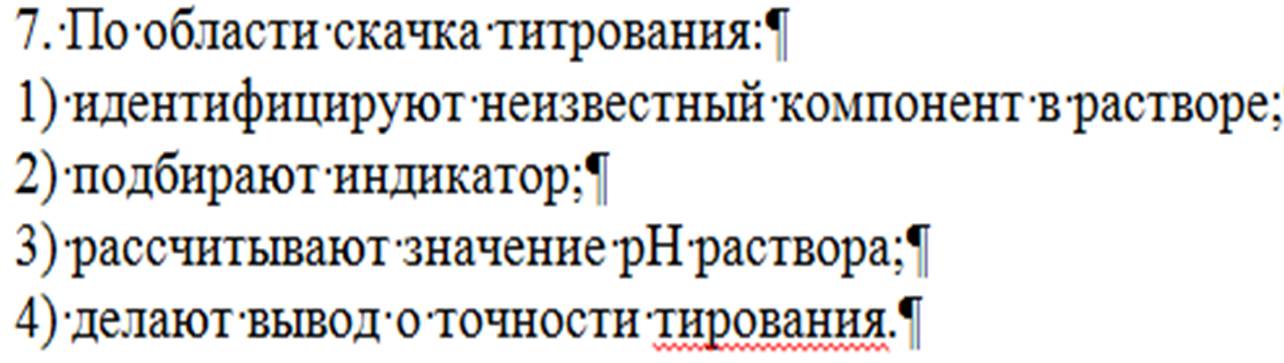 7. По области скачка титрования:¶
1) идентифицируют неизвестный компонент в растворе;
2) подбирают индикатор;¶
3) рассчитывают значение рН раствора;¶
4) делают вывод о точности тирования.¶